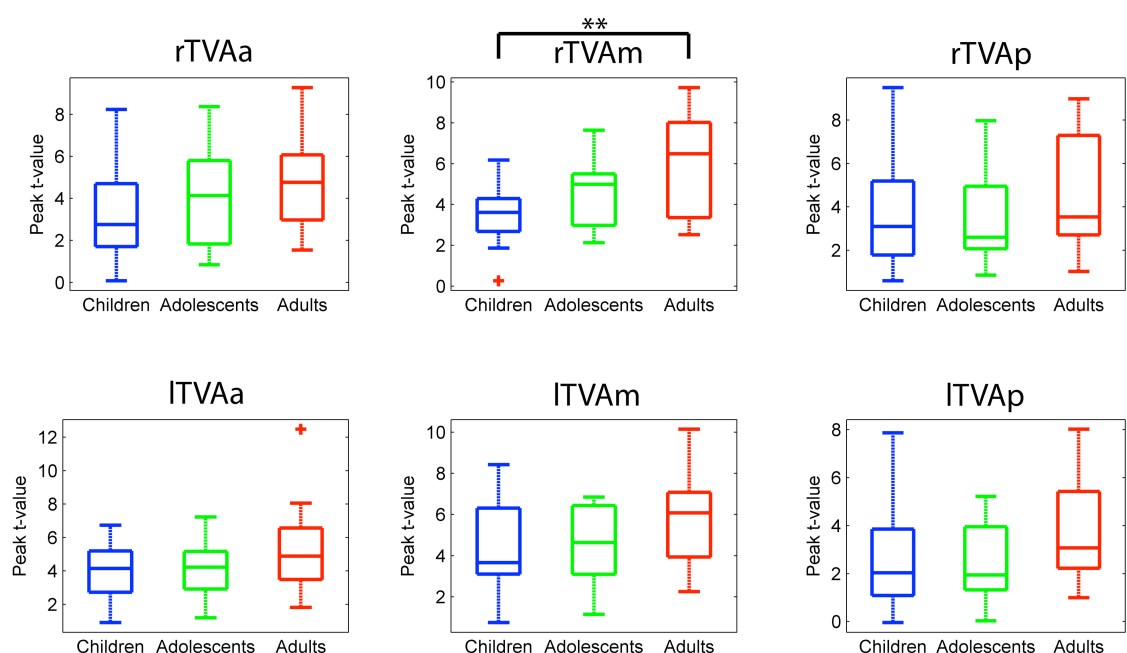 **
rTVAa
rTVAm
rTVAp
Peak t-value
8
6
4
2
0
Children Adolescents Adults
Peak t-value
10
8
6
4
2
0
Children Adolescents Adults
Peak t-value
8
6
4
2
Children Adolescents Adults
lTVAa
lTVAm
lTVAp
Peak t-value
12
10
8
6
4
2
Children Adolescents Adults
Peak t-value
10
8
6
4
2
Children Adolescents Adults
Peak t-value
8
6
4
2
0
Children Adolescents Adults